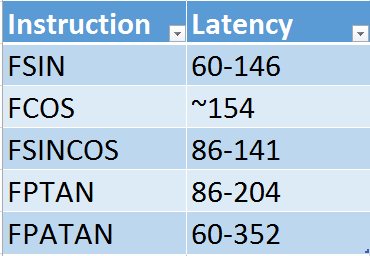 Instruction Latency
FSIN 60-146
FCOS ~154
FSINCOS 86-141
FPTAN 86-204
FPATAN 60-352